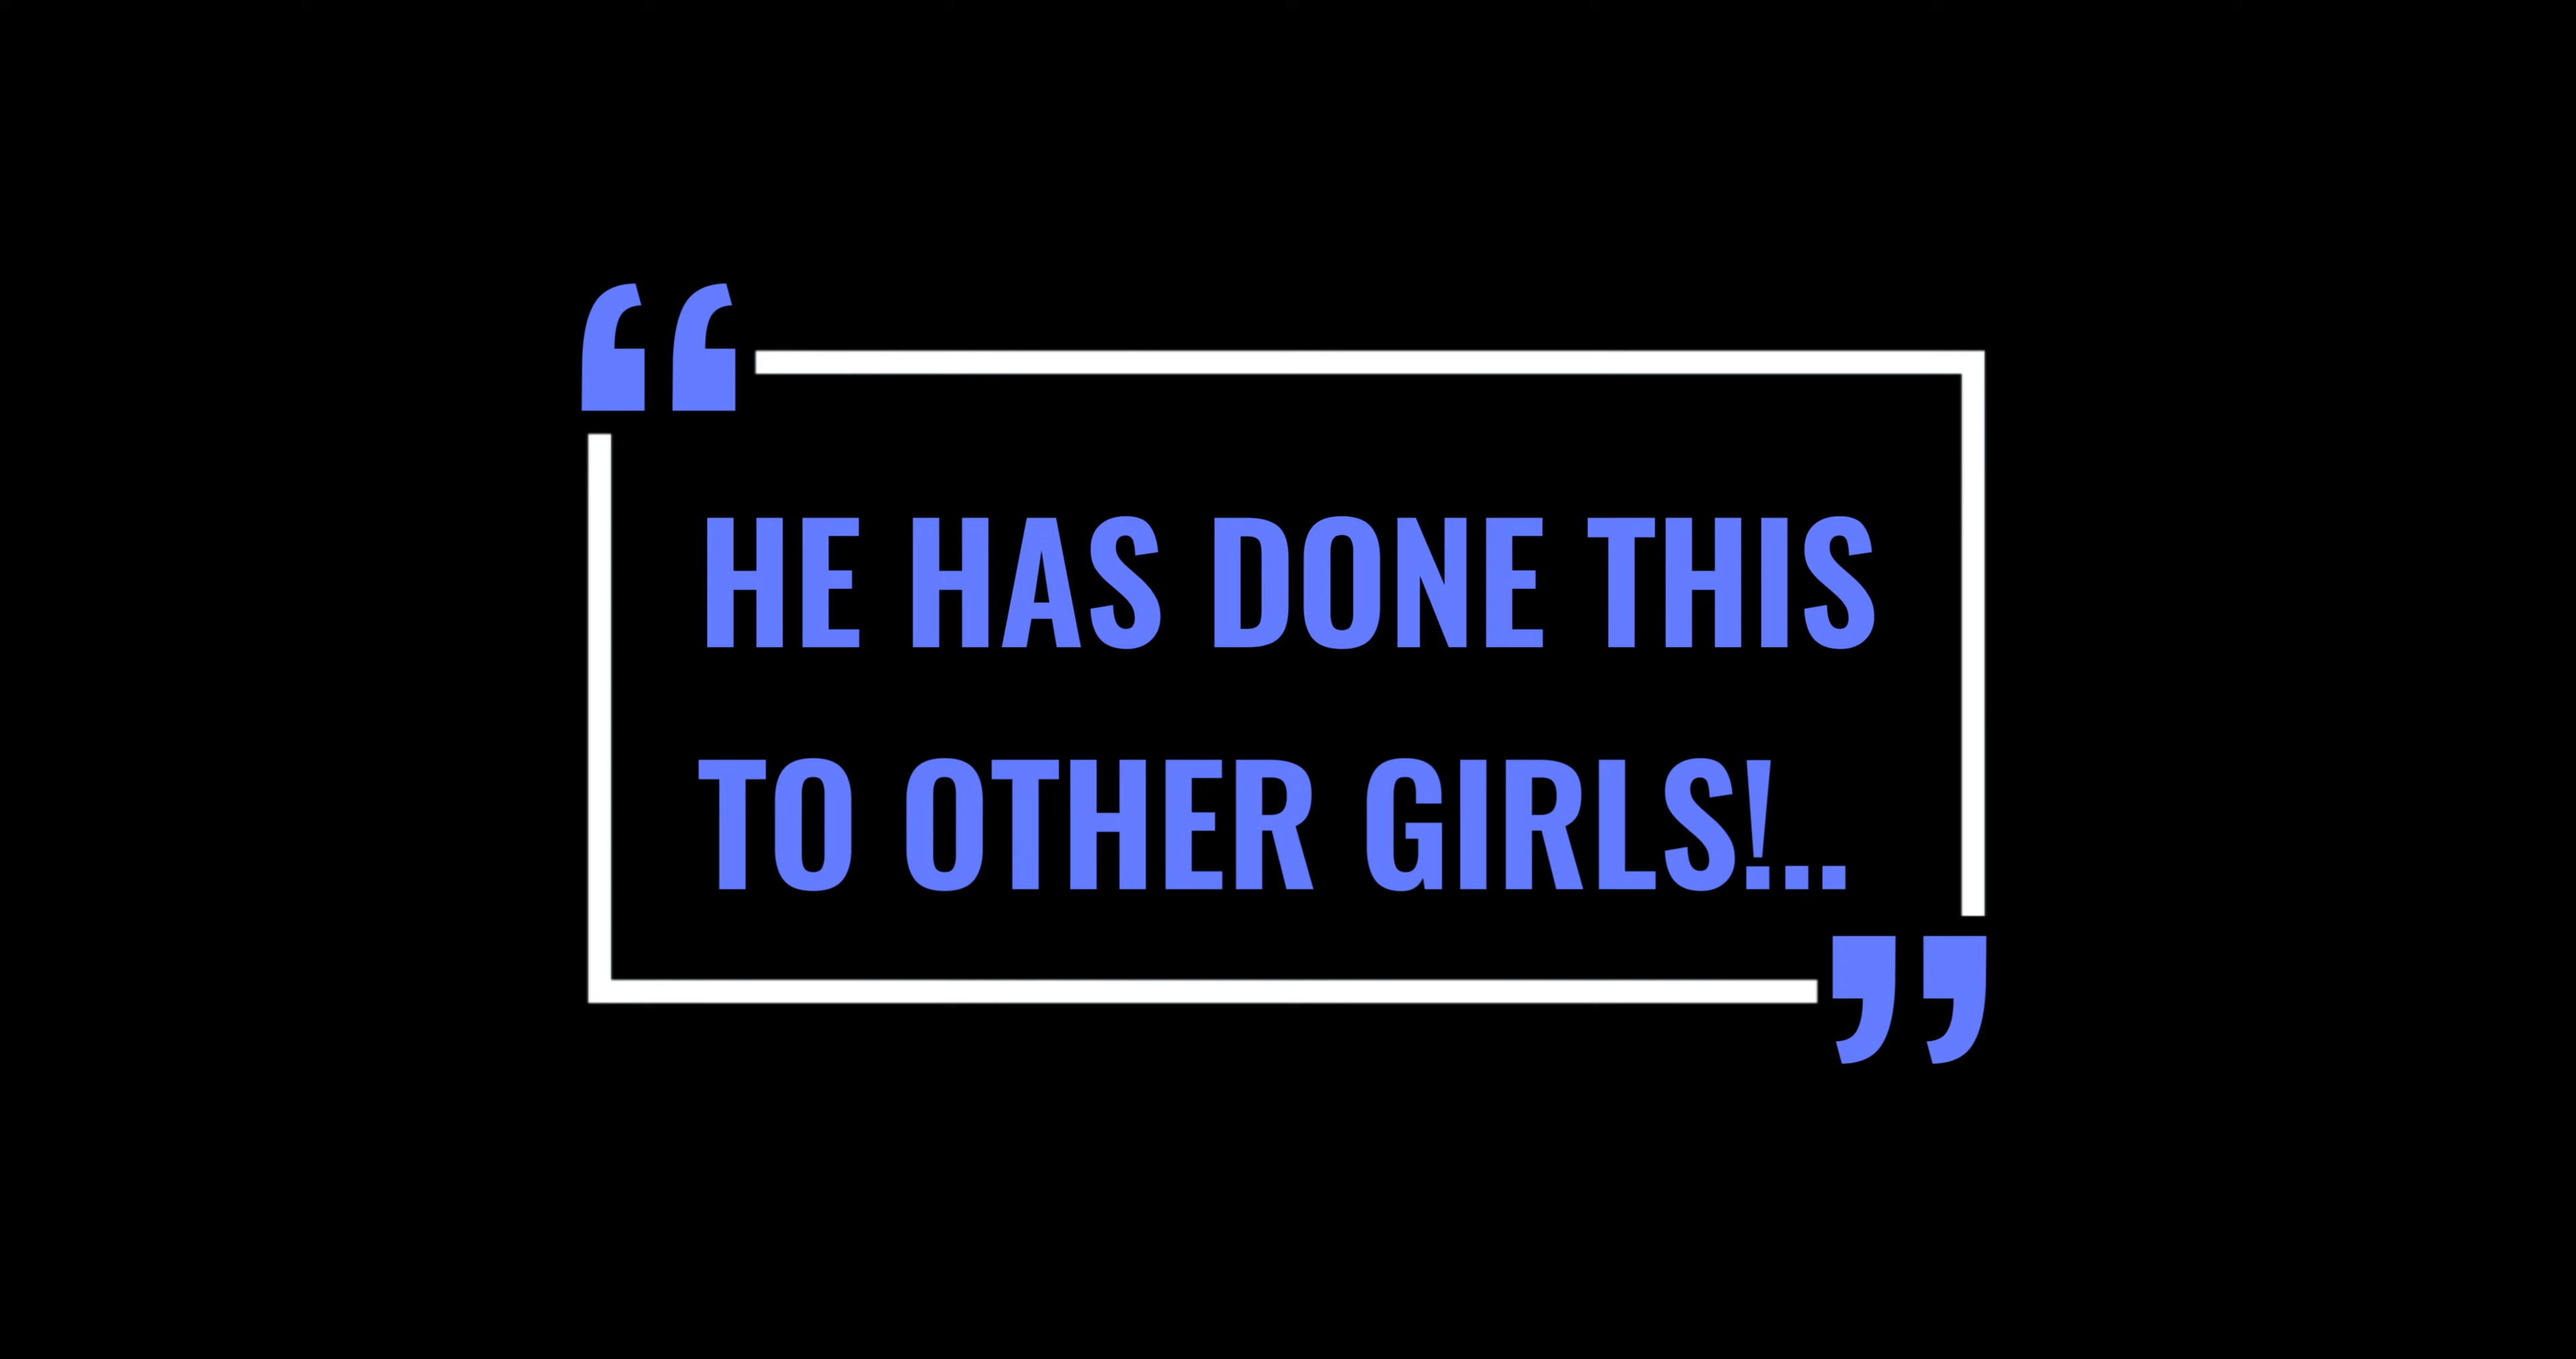 “
HE HAS DONE THIS
TO OTHER GIRLS!..
”